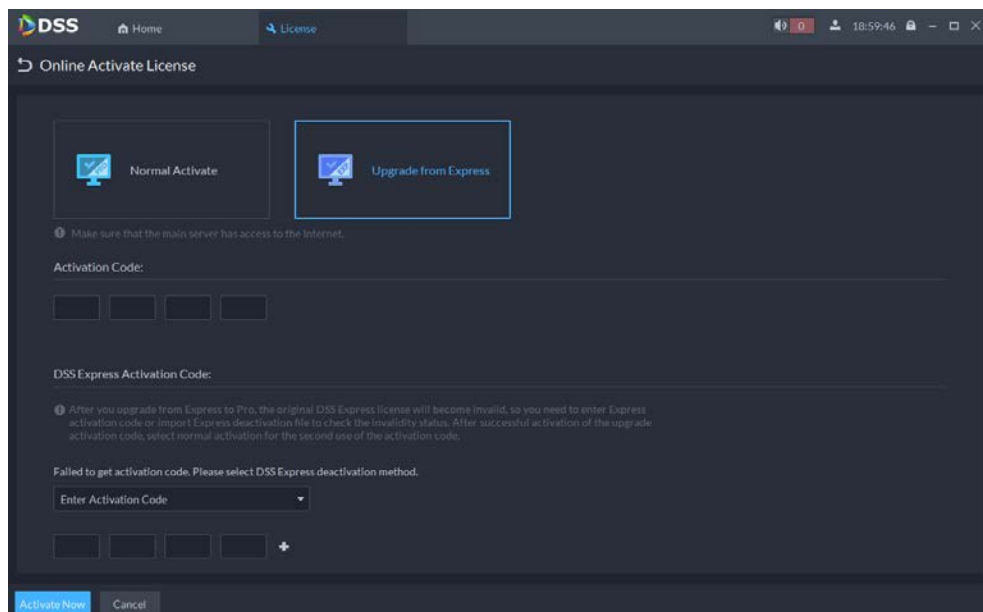 DSS Home License 0 18:59:46
Online Activate License
Normal Activate Upgrade from Express
Make sure that the main server has access to the Internet.
Activation Code:
DSS Express Activation Code:
After you upgrade from Express to Pro, the original DSS Express license will become invalid, so you need to enter Express
activation code or import Express deactivation file to check the invalidity status. After successful activation of the upgrade
activation code, select normal activation for the second use of the activation code.
Failed to get activation code. Please select DSS Express deactivation method.
Enter Activation Code
Activate Now Cancel